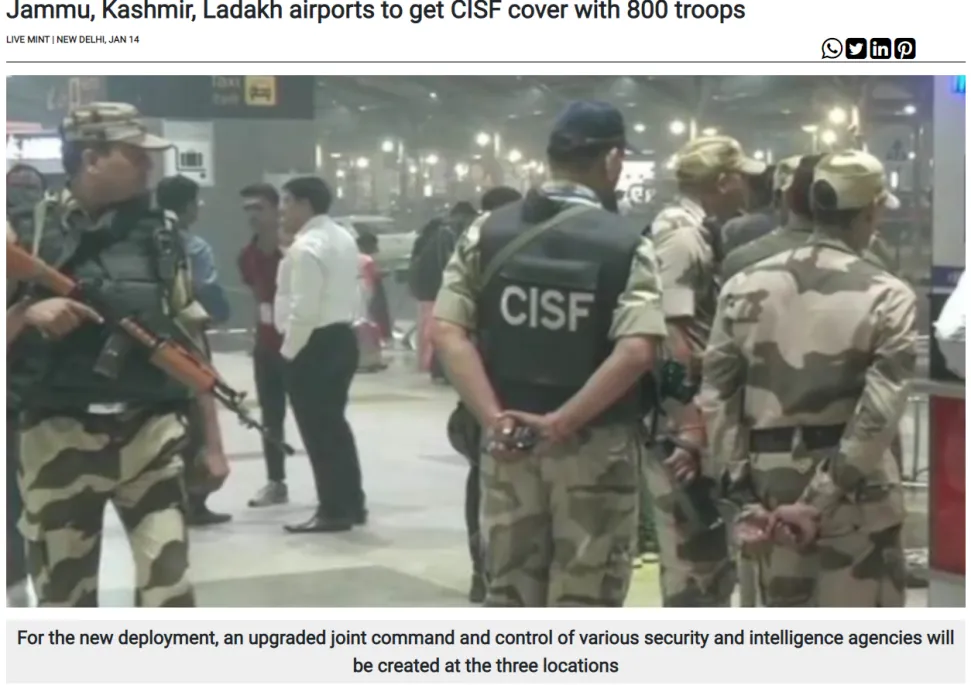 Jammu, Kashmir, Ladakh airports to get CISF cover with 800 troops
LIVE MINT | NEW DELHI, JAN 14
CISF
For the new deployment, an upgraded joint command and control of various security and intelligence agencies will
be created at the three locations